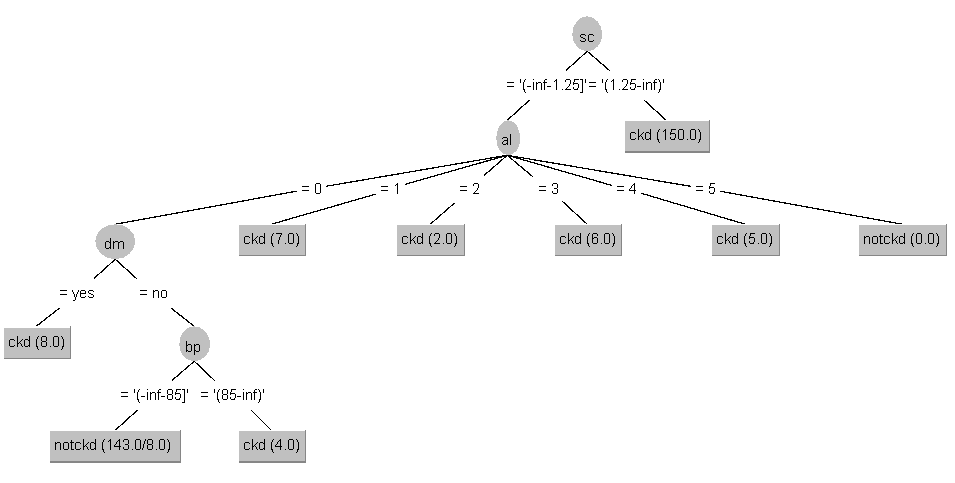 sc
= '(-inf-1.25]' = '(1.25-inf)'
ckd (150.0)
al
= 0 = 1 = 2 = 3 = 4 = 5
dm ckd (7.0) ckd (2.0) ckd (6.0) ckd (5.0) notckd (0.0)
= yes = no
ckd (8.0) bp
= '(-inf-85]' = '(85-inf)'
notckd (143.0/8.0) ckd (4.0)